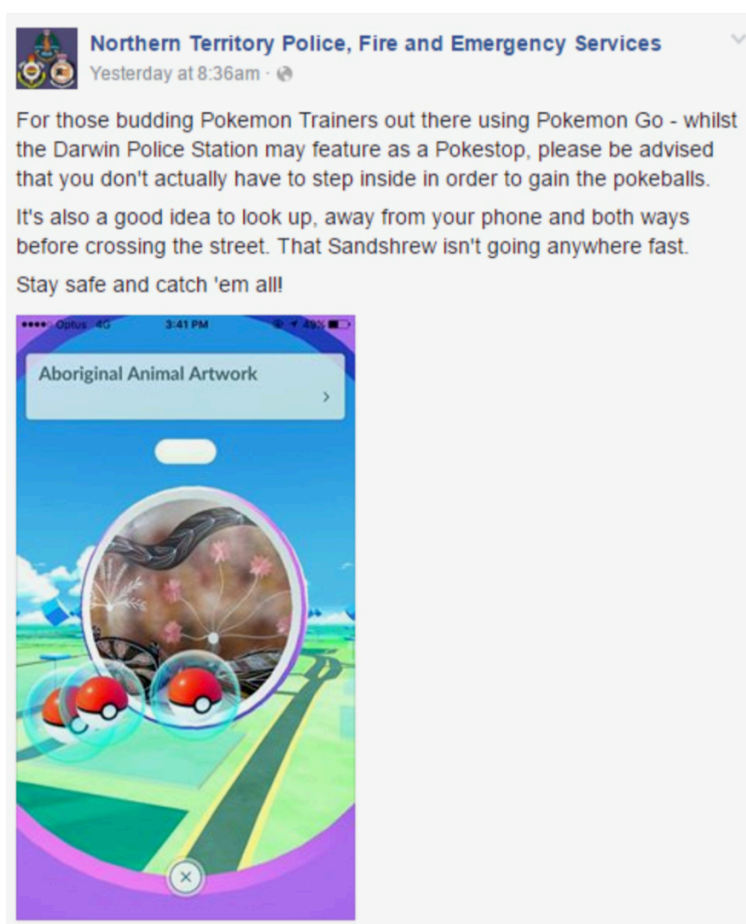 Northern Territory Police, Fire and Emergency Services
Yesterday at 8:36am ·
For those budding Pokemon Trainers out there using Pokemon Go - whilst
the Darwin Police Station may feature as a Pokestop, please be advised
that you don't actually have to step inside in order to gain the pokeballs.
It's also a good idea to look up, away from your phone and both ways
before crossing the street. That Sandshrew isn't going anywhere fast.
Stay safe and catch 'em all!
Optus 4G 3:41 PM 49%
Aboriginal Animal Artwork